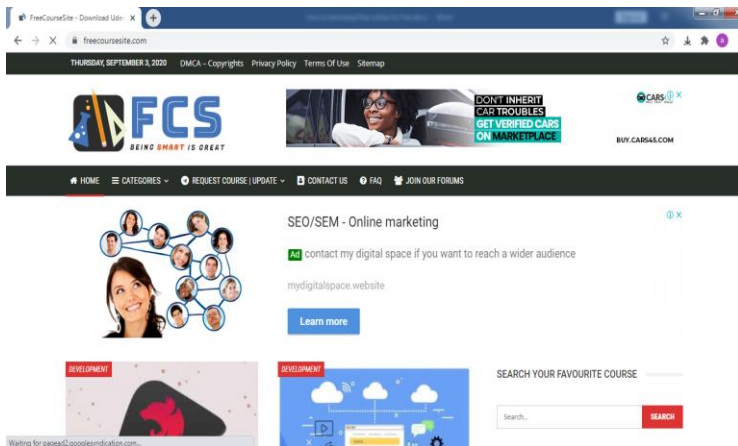 FreeCourseSite - Download Ude
freecoursesite.com
THURSDAY, SEPTEMBER 3, 2020 DMCA – Copyrights Privacy Policy Terms Of Use Sitemap
FCS
BEING SMART IS GREAT
DON'T INHERIT
CAR TROUBLES
GET VERIFIED CARS
ON MARKETPLACE
CARS
BUY.CARS45.COM
HOME CATEGORIES REQUEST COURSE | UPDATE CONTACT US FAQ JOIN OUR FORUMS
SEO/SEM - Online marketing
Ad contact my digital space if you want to reach a wider audience
mydigitalspace.website
Learn more
DEVELOPMENT DEVELOPMENT
SEARCH YOUR FAVOURITE COURSE
Search... SEARCH
Waiting for pagead2.googlesyndication.com...